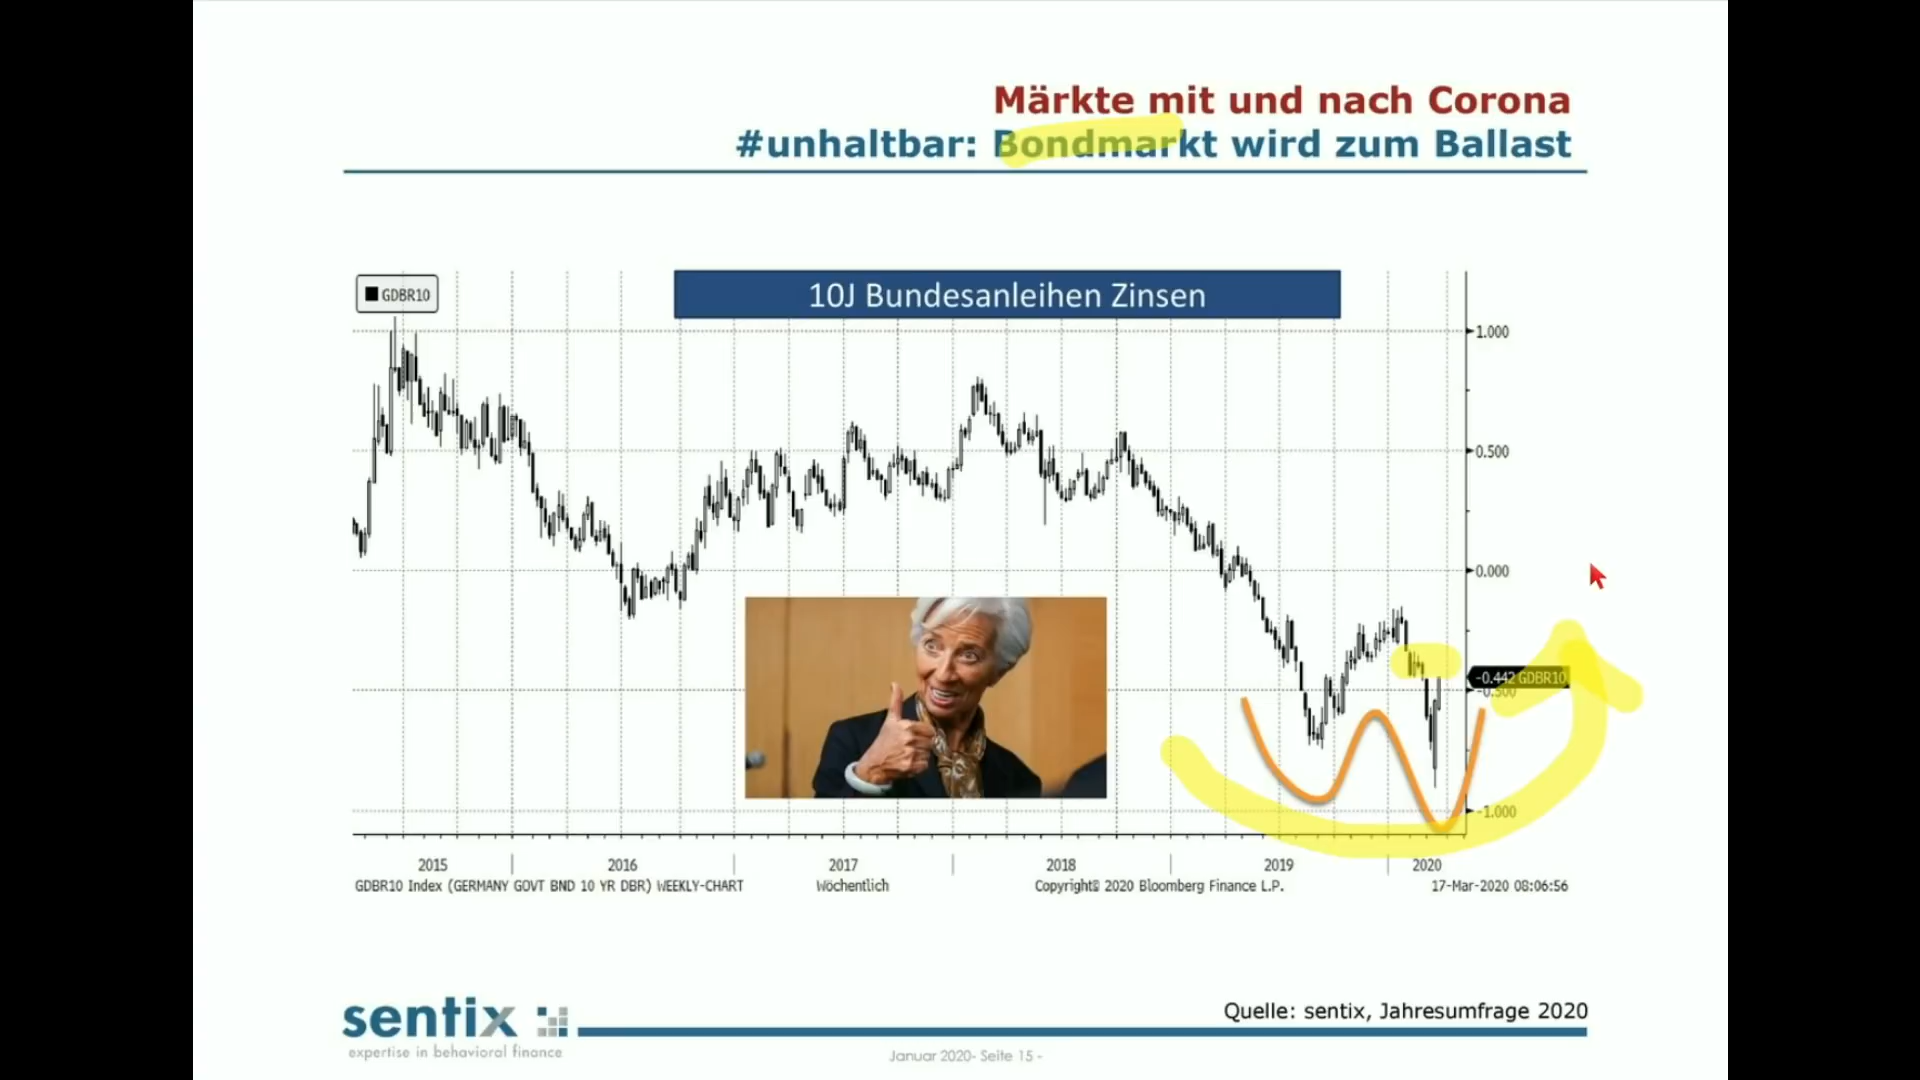 Märkte mit und nach Corona
#unhaltbar: Bondmarkt wird zum Ballast
GDBR10
10J Bundesanleihen Zinsen
1.000
0.500
0.000
-0.442 GDBR10
-0.500
-1.000
2015 2016 2017 2018 2019 2020
GDBR10 Index (GERMANY GOVT BND 10 YR DBR) WEEKLY-CHART Wöchentlich Copyright© 2020 Bloomberg Finance L.P. 17-Mar-2020 08:06:56
sentix
expertise in behavioral finance
Quelle: sentix, Jahresumfrage 2020
Januar 2020- Seite 15 -